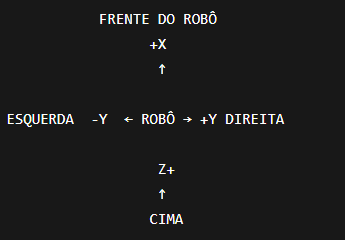 FRENTE DO ROBÔ
+X
↑
ESQUERDA -Y ← ROBÔ → +Y DIREITA
Z+
↑
CIMA